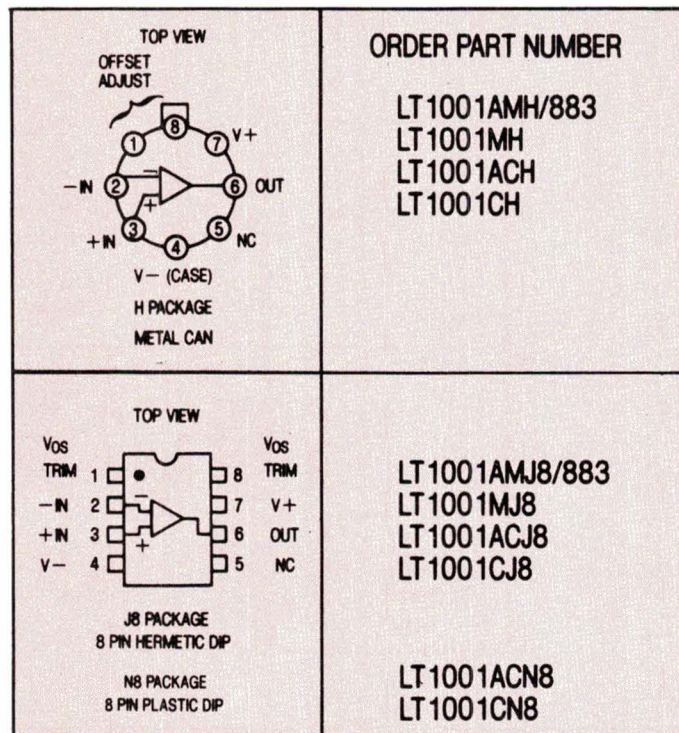 TOP VIEW
OFFSET
ADJUST
8
1
7
V+
−IN
2
−
6
OUT
+
+IN
3
5
NC
4
V− (CASE)
H PACKAGE
METAL CAN
ORDER PART NUMBER
LT1001AMH/883
LT1001MH
LT1001ACH
LT1001CH
TOP VIEW
VOS
TRIM 1
VOS
8 TRIM
−IN 2
−
7 V+
+IN 3
+
6 OUT
V− 4
5 NC
J8 PACKAGE
8 PIN HERMETIC DIP
N8 PACKAGE
8 PIN PLASTIC DIP
LT1001AMJ8/883
LT1001MJ8
LT1001ACJ8
LT1001CJ8
LT1001ACN8
LT1001CN8